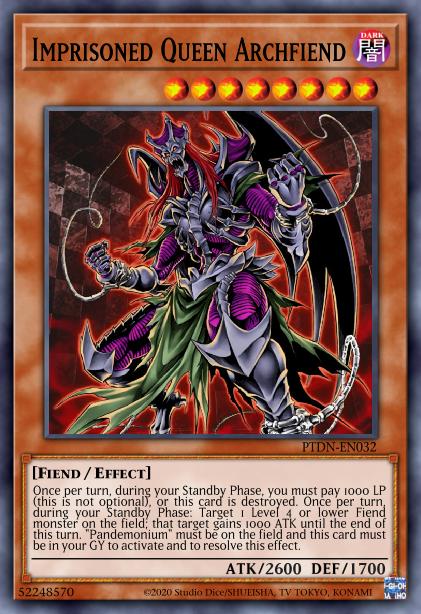 Imprisoned Queen Archfiend
DARK
闇
PTDN-EN032
[Fiend / Effect]
Once per turn, during your Standby Phase, you must pay 1000 LP
(this is not optional), or this card is destroyed. Once per turn,
during your Standby Phase: Target 1 Level 4 or lower Fiend
monster on the field; that target gains 1000 ATK until the end of
this turn. "Pandemonium" must be on the field and this card must
be in your GY to activate and to resolve this effect.
ATK/2600 DEF/1700
52248570
©2020 Studio Dice/SHUEISHA, TV TOKYO, KONAMI